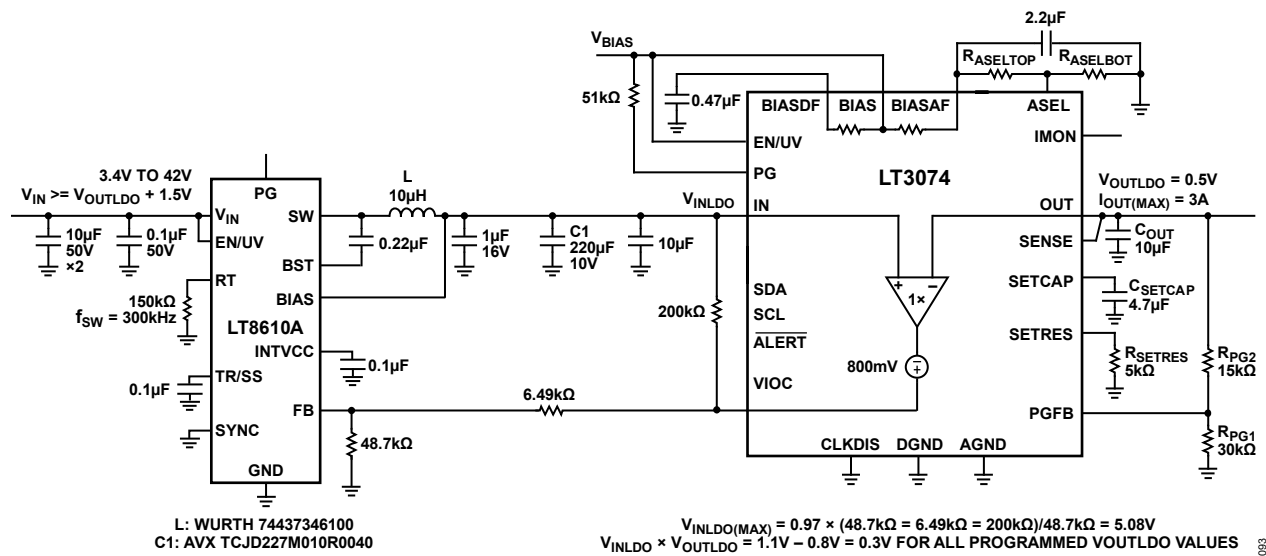 2.2µF
VBIAS
RASELTOP
RASELBOT
51kΩ
0.47µF
BIASDF
BIAS
BIASAF
ASEL
EN/UV
IMON
PG
LT3074
3.4V TO 42V
VIN >= VOUTLDO + 1.5V
PG
L
10µH
VINLDO
IN
OUT
VOUTLDO = 0.5V
IOUT(MAX) = 3A
VIN
SW
SENSE
COUT
10µF
10µF
50V
×2
0.1µF
50V
EN/UV
0.22µF
1µF
16V
C1
220µF
10V
10µF
BST
RT
BIAS
SDA
SCL
ALERT
VIOC
+
−
1×
SETCAP
CSETCAP
4.7µF
150kΩ
fSW = 300kHz
LT8610A
200kΩ
SETRES
RSETRES
5kΩ
RPG2
15kΩ
INTVCC
0.1µF
800mV
−
+
0.1µF
TR/SS
6.49kΩ
FB
PGFB
SYNC
48.7kΩ
RPG1
30kΩ
GND
CLKDIS
DGND
AGND
L: WURTH 74437346100
C1: AVX TCJD227M010R0040
VINLDO(MAX) = 0.97 × (48.7kΩ = 6.49kΩ = 200kΩ)/48.7kΩ = 5.08V
VINLDO × VOUTLDO = 1.1V – 0.8V = 0.3V FOR ALL PROGRAMMED VOUTLDO VALUES
093